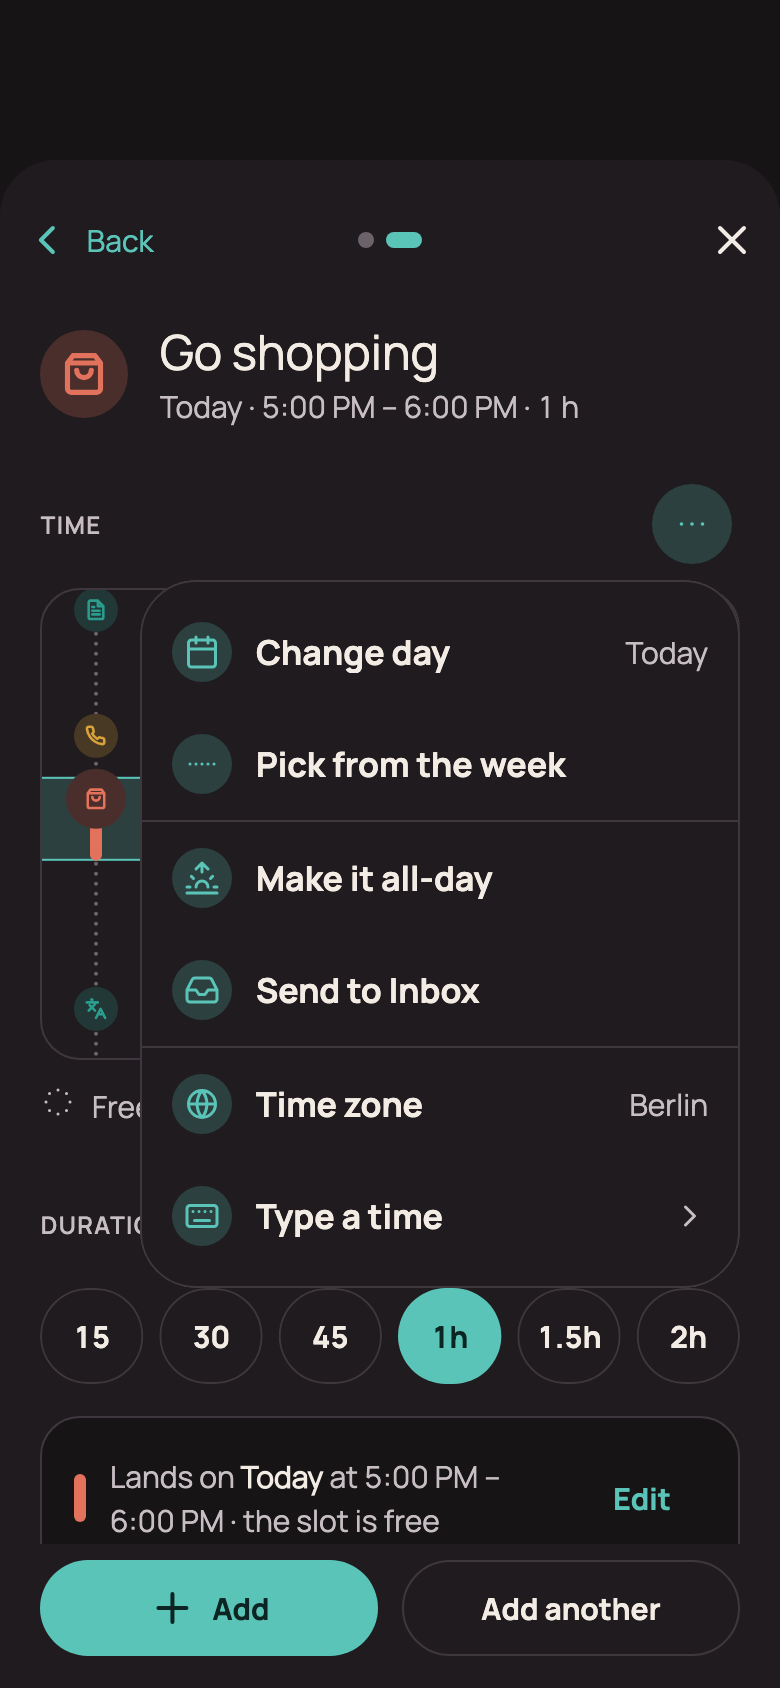 Back
Go shopping
Today · 5:00 PM – 6:00 PM · 1 h
TIME
Change day
Today
Pick from the week
Make it all-day
Send to Inbox
Time zone
Berlin
Type a time
15
30
45
1h
1.5h
2h
Lands on Today at 5:00 PM –
6:00 PM · the slot is free
Edit
Add
Add another